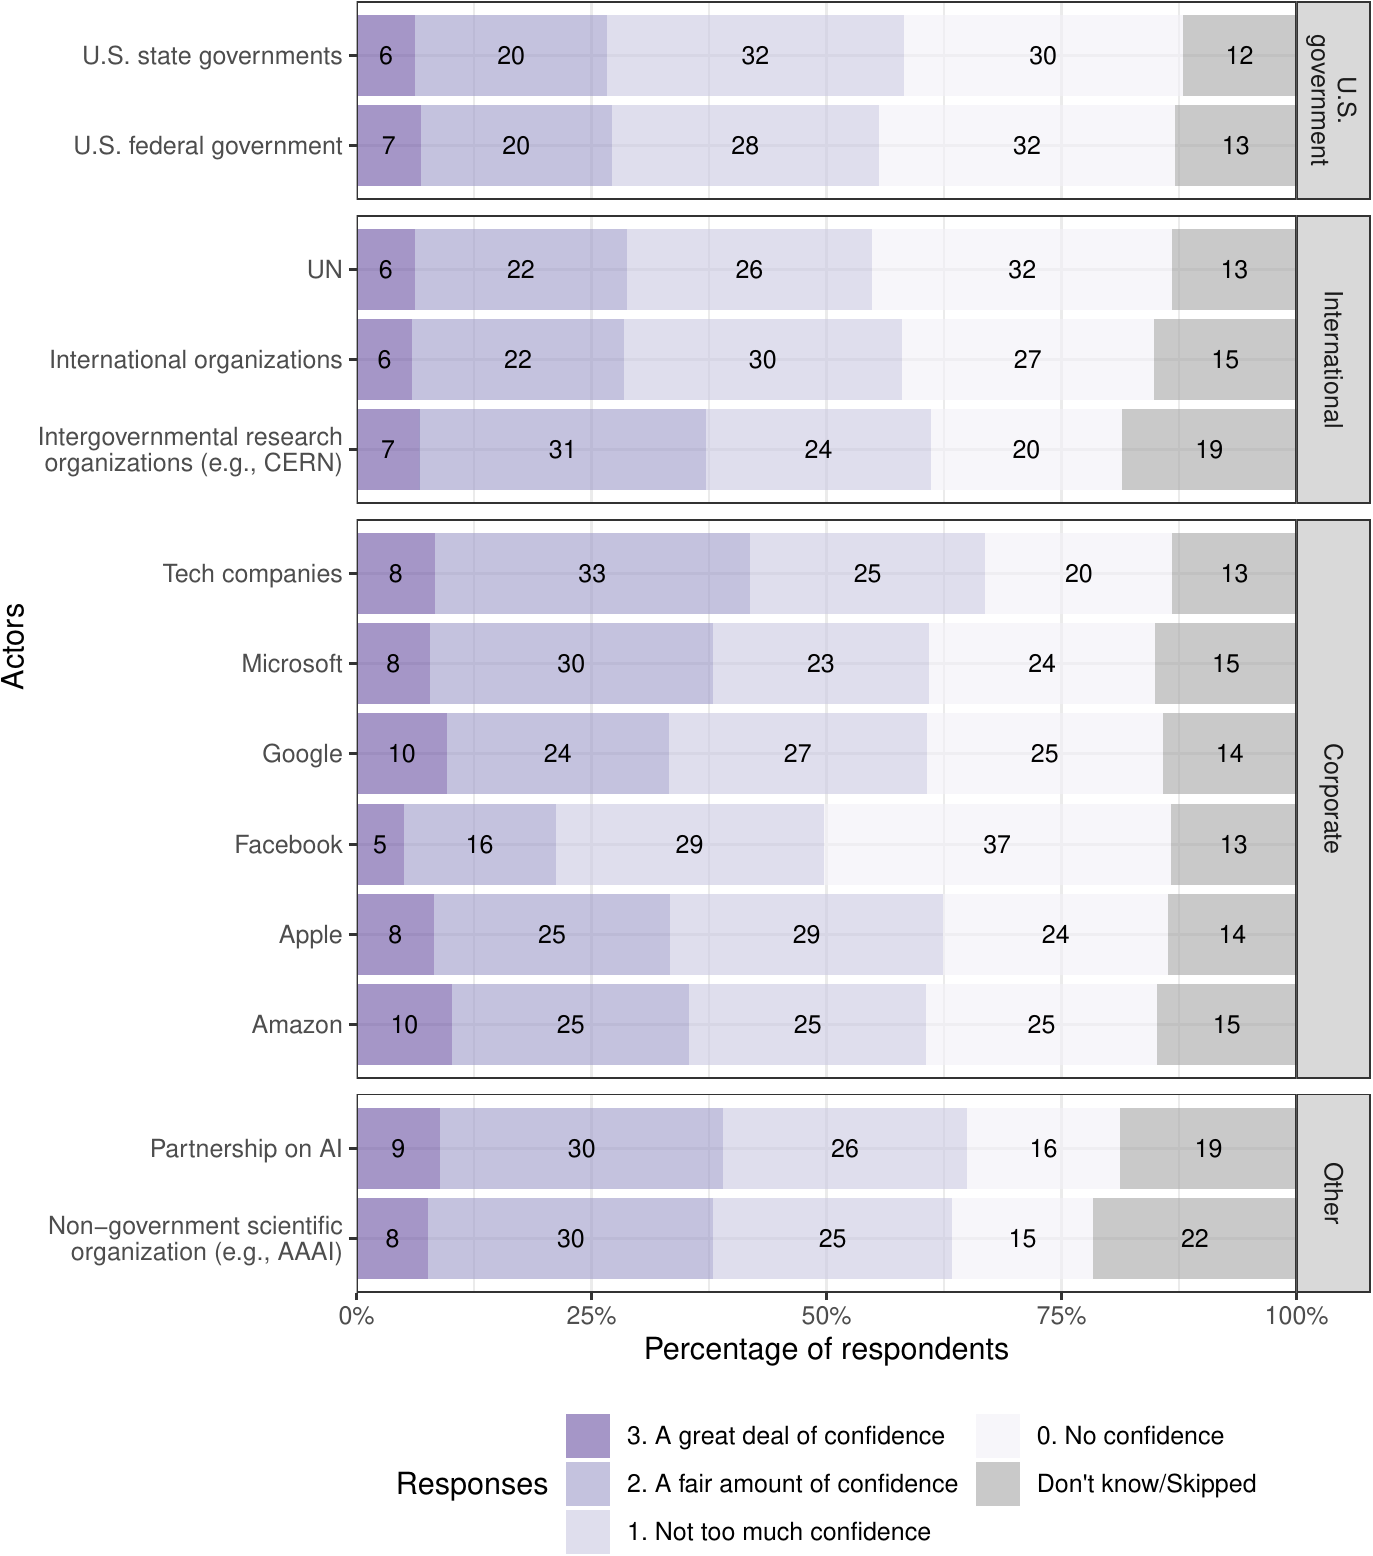 U.S. state governments 6 20 32 30 12
U.S. federal government 7 20 28 32 13
U.S.
government
UN 6 22 26 32 13
International organizations 6 22 30 27 15
Intergovernmental research
organizations (e.g., CERN) 7 31 24 20 19
International
Tech companies 8 33 25 20 13
Microsoft 8 30 23 24 15
Google 10 24 27 25 14
Facebook 5 16 29 37 13
Apple 8 25 29 24 14
Amazon 10 25 25 25 15
Corporate
Partnership on AI 9 30 26 16 19
Non−government scientific
organization (e.g., AAAI) 8 30 25 15 22
Other
Actors
0% 25% 50% 75% 100%
Percentage of respondents
Responses
3. A great deal of confidence
2. A fair amount of confidence
1. Not too much confidence
0. No confidence
Don't know/Skipped